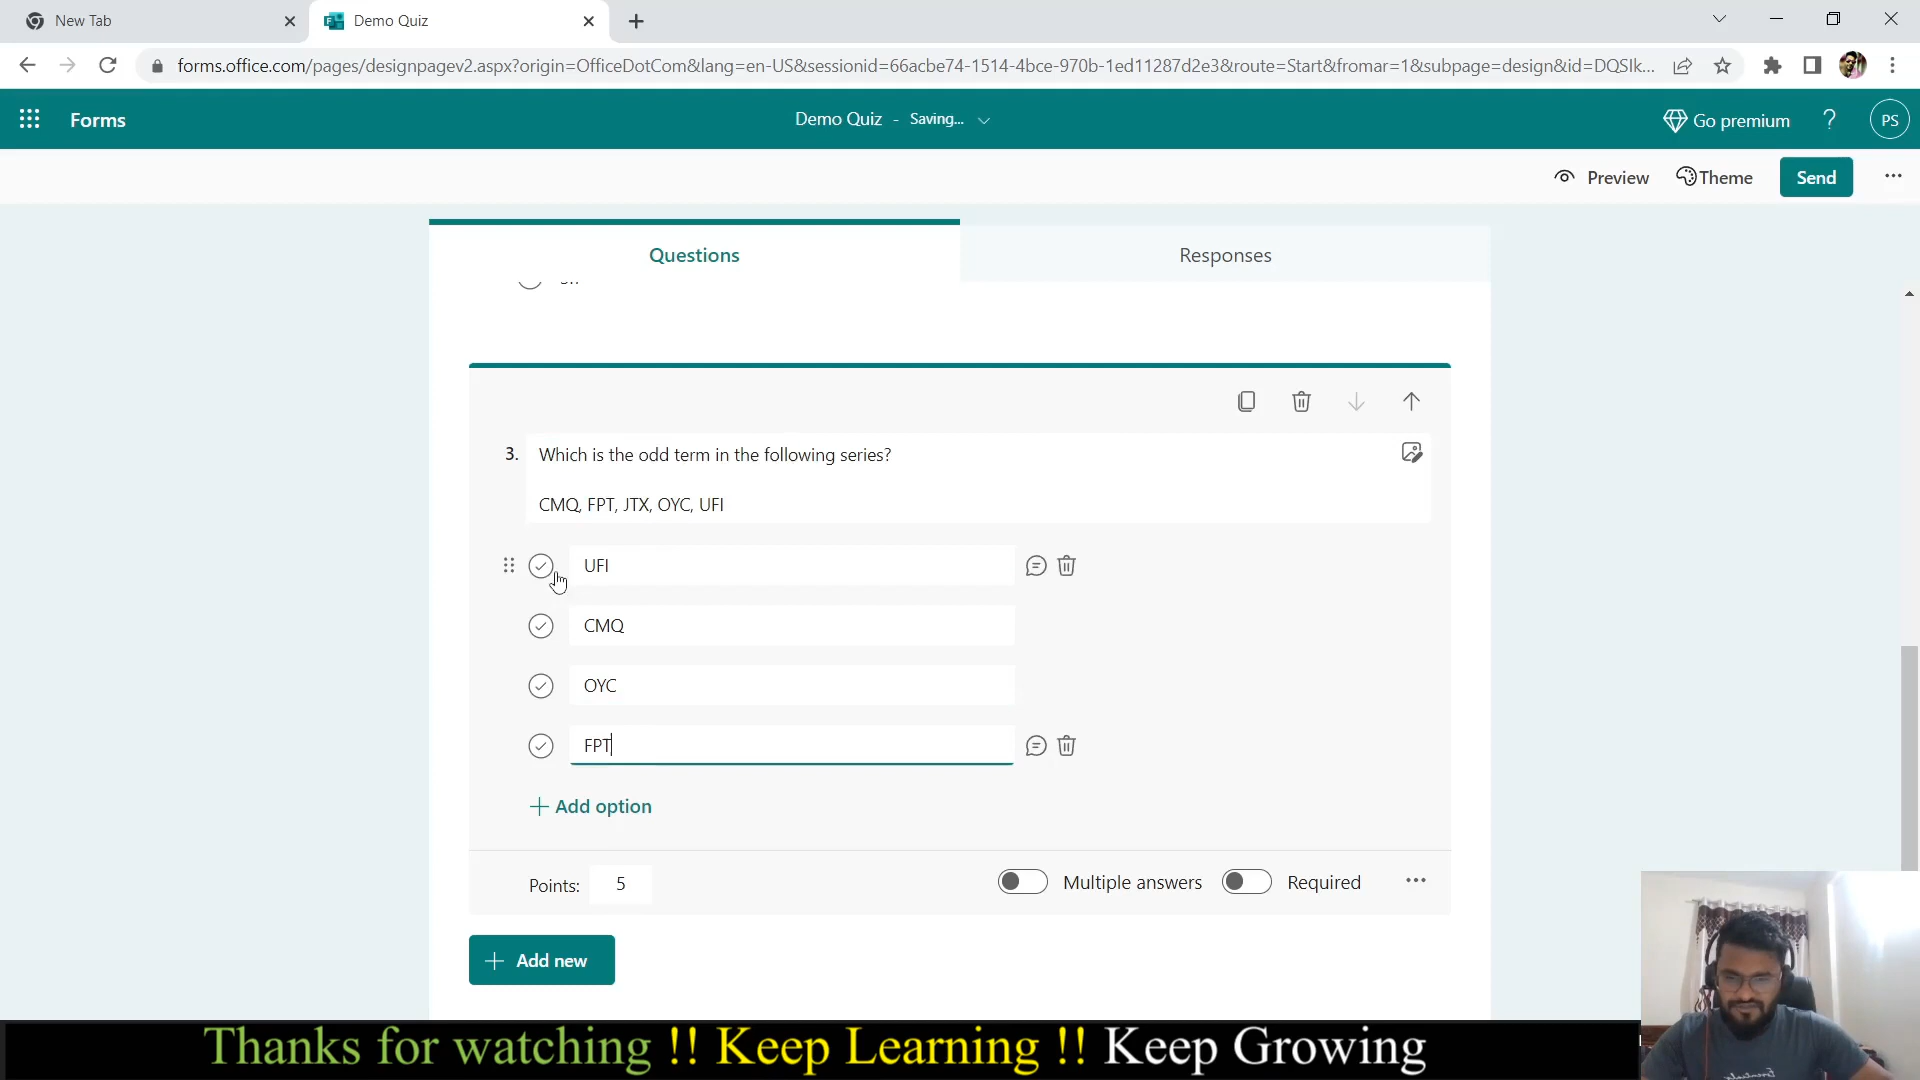 New Tab
Demo Quiz
forms.office.com/pages/designpagev2.aspx?origin=OfficeDotCom&lang=en-US&sessionid=66acbe74-1514-4bce-970b-1ed11287d2e3&route=Start&fromar=1&subpage=design&id=DQSIk...
Forms
Demo Quiz - Saving...
Go premium
?
PS
Preview
Theme
Send
Questions
Responses
3. Which is the odd term in the following series?
CMQ, FPT, JTX, OYC, UFI
UFI
CMQ
OYC
FPT
Add option
Points: 5
Multiple answers
Required
Add new
Thanks for watching !! Keep Learning !! Keep Growing